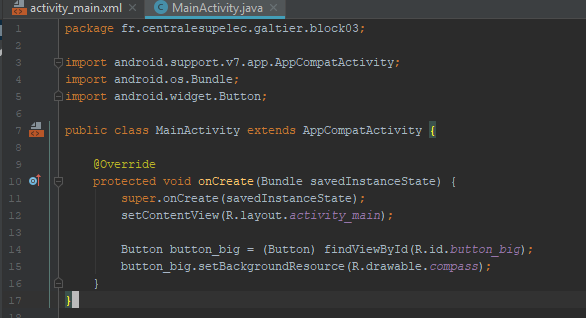 activity_main.xml × MainActivity.java ×
1 package fr.centralesupelec.galtier.block03;
2
3 import android.support.v7.app.AppCompatActivity;
4 import android.os.Bundle;
5 import android.widget.Button;
6
7 public class MainActivity extends AppCompatActivity {
8
9 @Override
10 protected void onCreate(Bundle savedInstanceState) {
11 super.onCreate(savedInstanceState);
12 setContentView(R.layout.activity_main);
13
14 Button button_big = (Button) findViewById(R.id.button_big);
15 button_big.setBackgroundResource(R.drawable.compass);
16 }
17 }